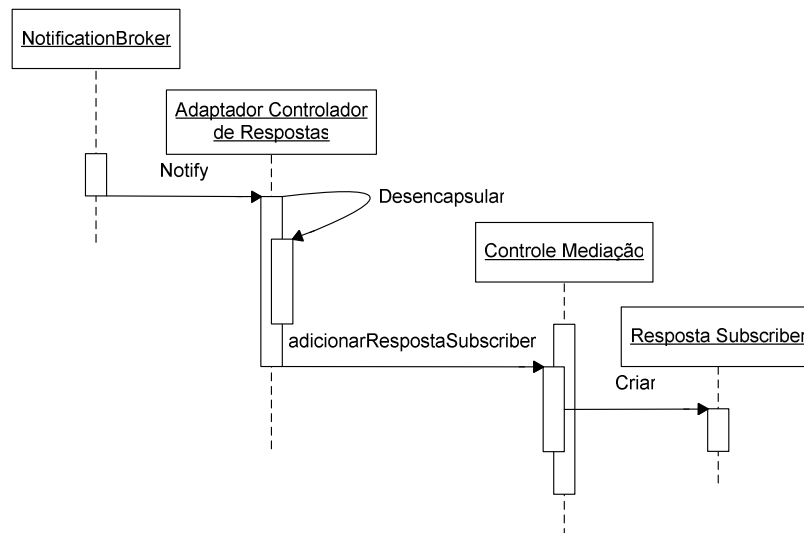 NotificationBroker
Adaptador Controlador
de Respostas
Notify
Desencapsular
Controle Mediação
Resposta Subscriber
adicionarRespostaSubscriber
Criar